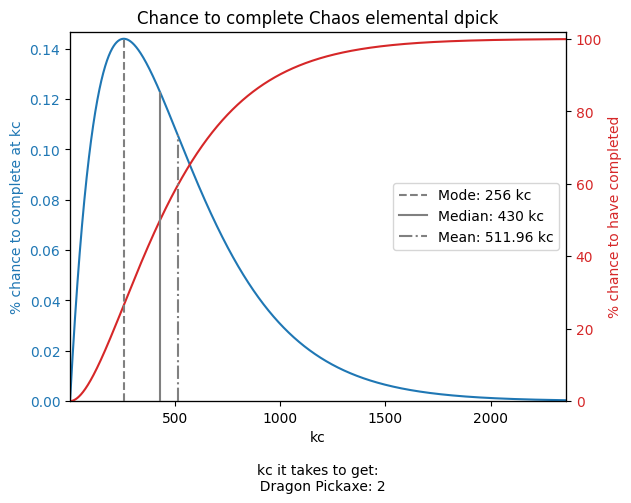 Chance to complete Chaos elemental dpick
% chance to complete at kc
0.14
0.12
0.10
0.08
0.06
0.04
0.02
0.00
Mode: 256 kc
Median: 430 kc
Mean: 511.96 kc
100
80
60
40
20
0
% chance to have completed
500
1000
1500
2000
kc
kc it takes to get:
Dragon Pickaxe: 2